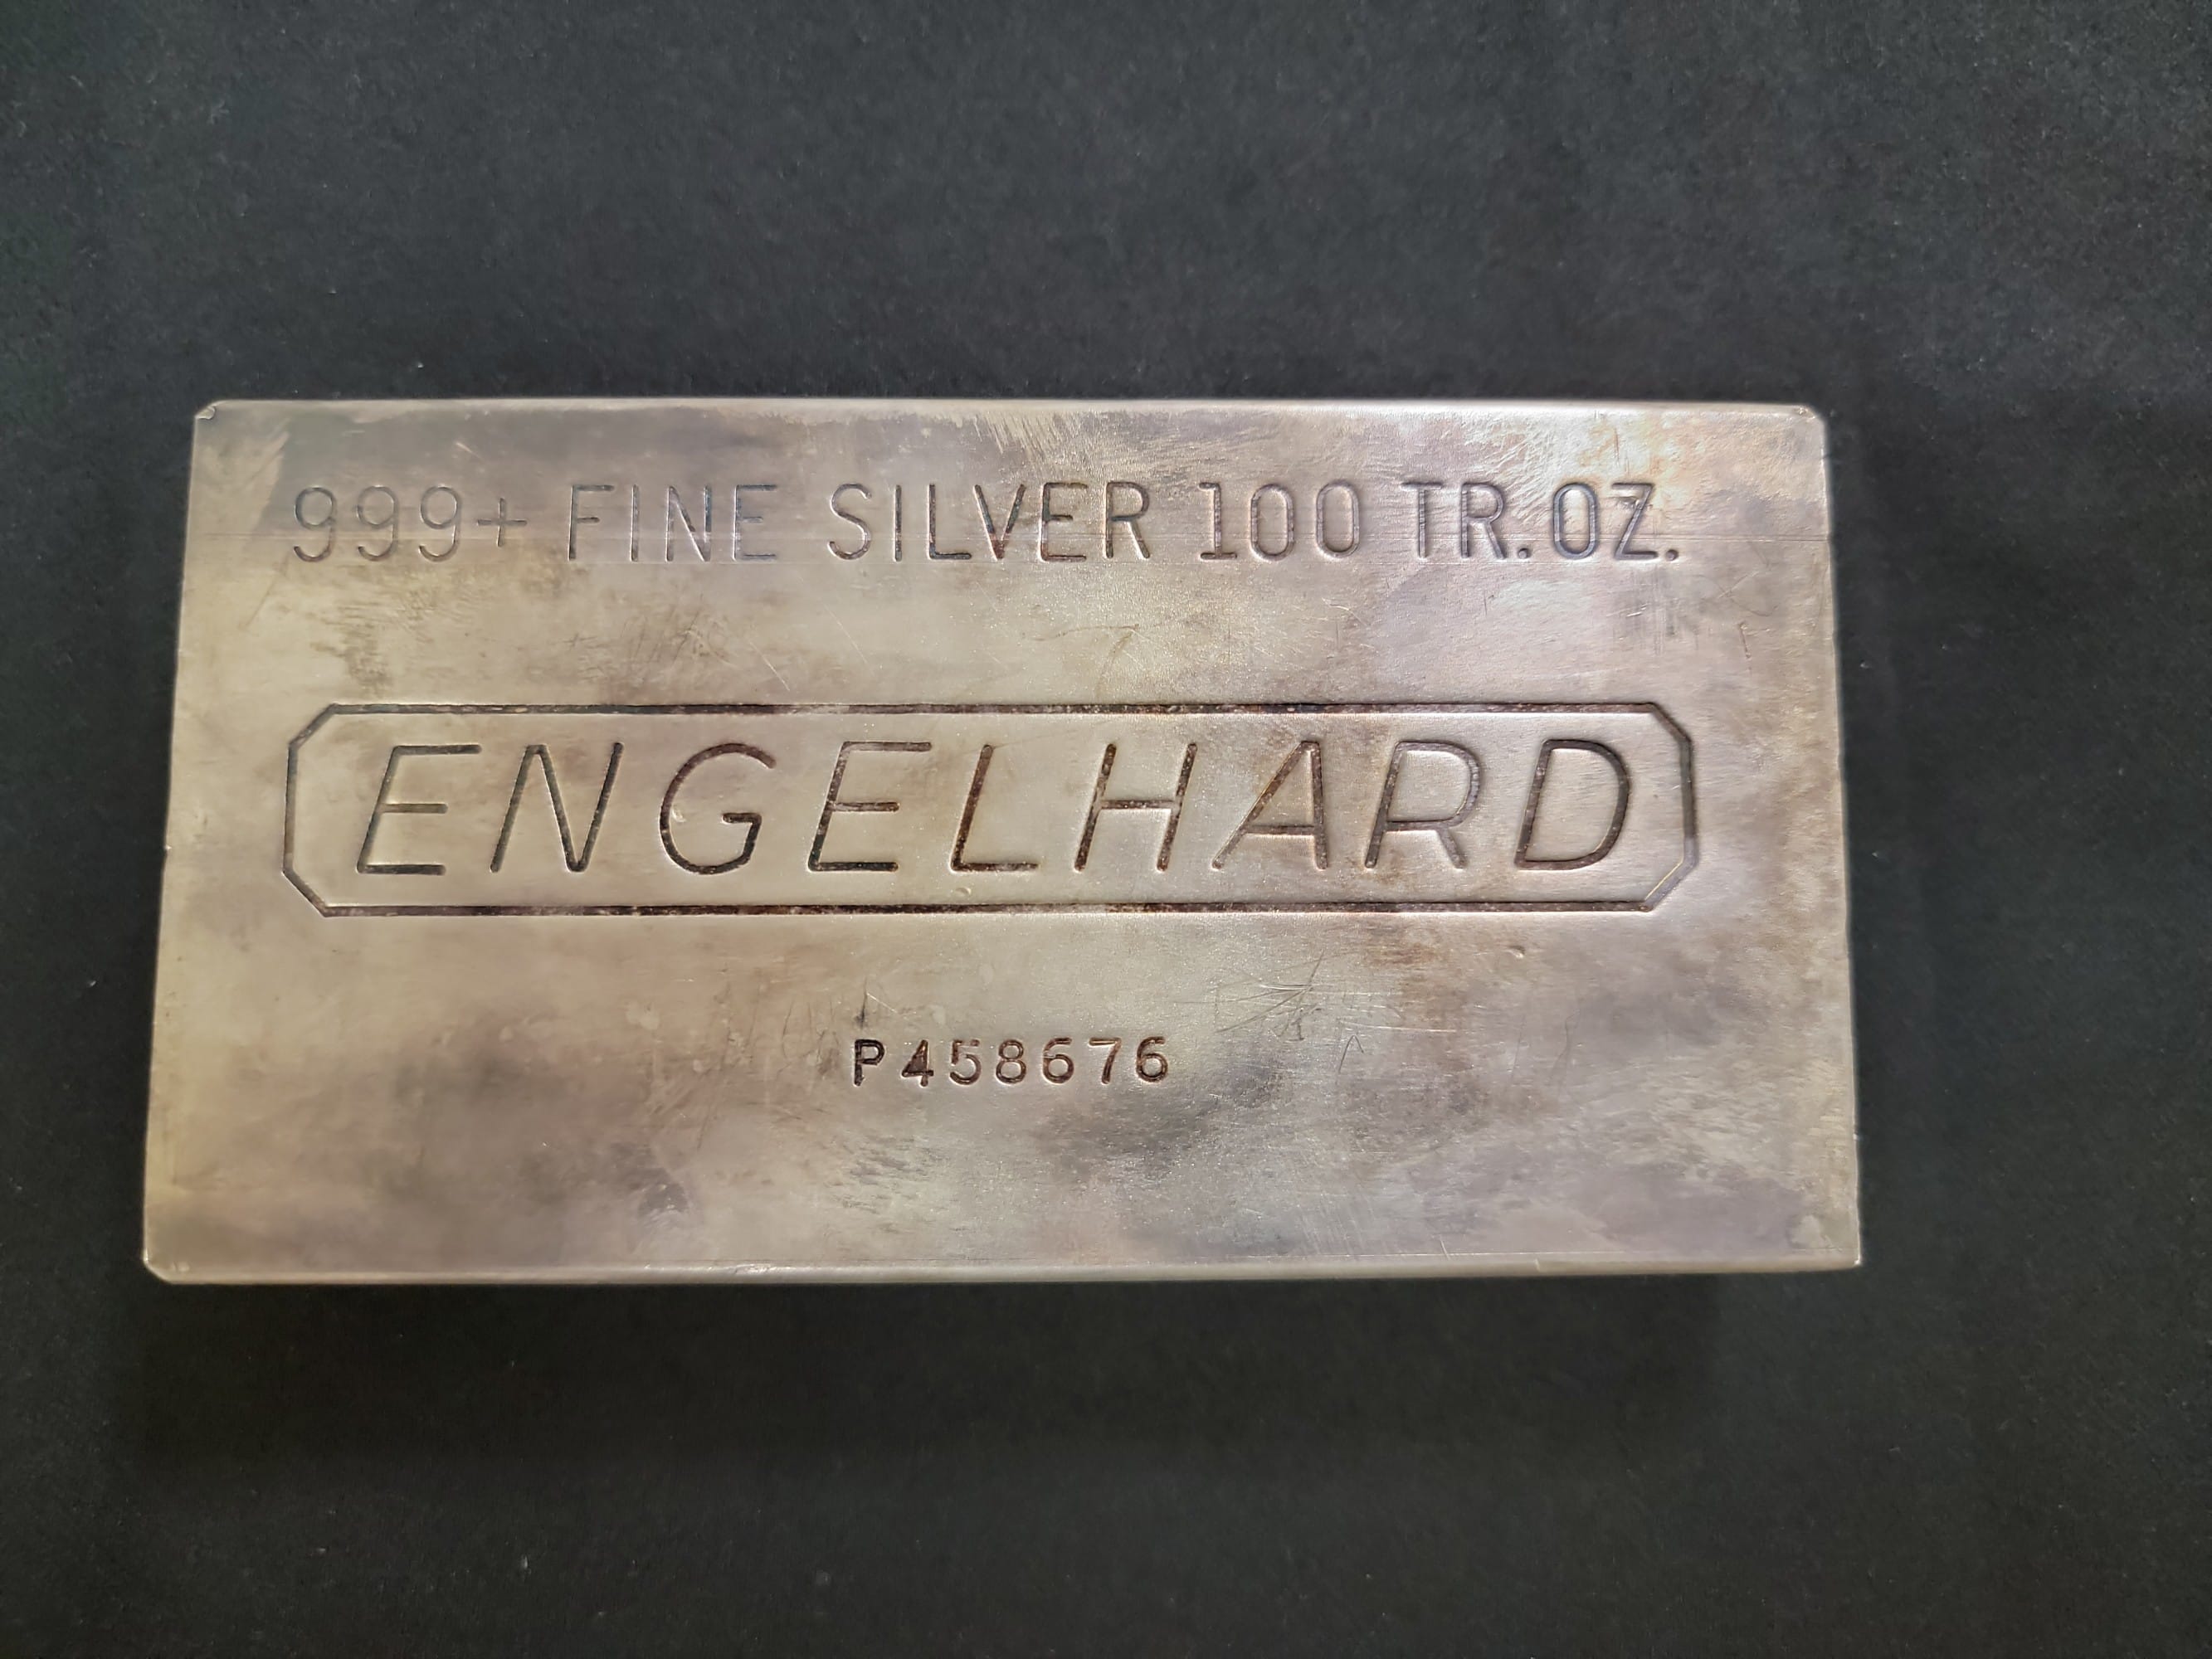 999+ FINE SILVER 100 TR.OZ.
ENGELHARD
P458676